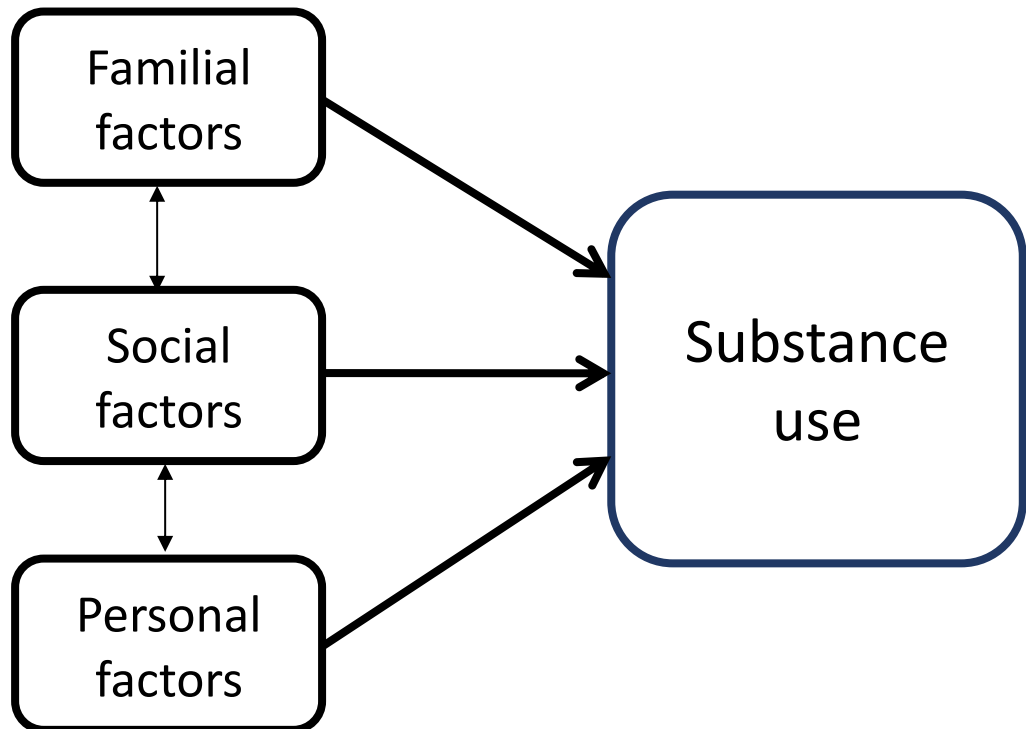 Familial
factors
Social
factors
Personal
factors
Substance
use